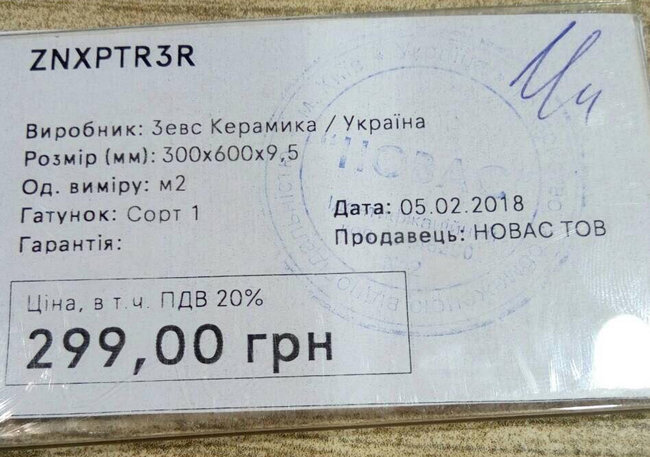 ZNXPTR3R
Виробник: Зевс Керамика / Україна
Розмір (мм): 300x600x9,5
Од. виміру: м2
Гатунок: Сорт 1
Гарантія:
Дата: 05.02.2018
Продавець: НОВАС ТОВ
Ціна, в т.ч. ПДВ 20%
299,00 грн
"НОВАС"